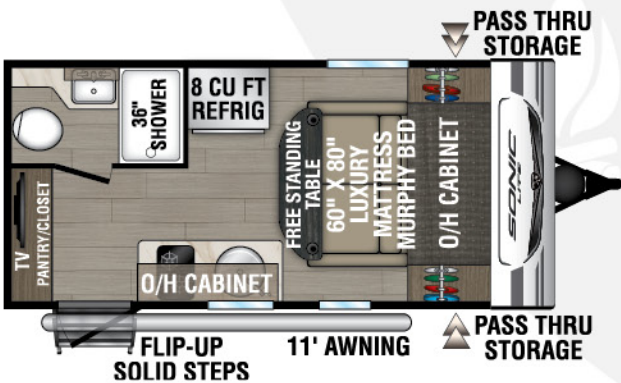 PASS THRU
STORAGE
36"
SHOWER
8 CU FT
REFRIG
FREE STANDING
TABLE
60" X 80"
LUXURY
MATTRESS
MURPHY BED
O/H CABINET
SONIC
LITE
TV
PANTRY/CLOSET
O/H CABINET
FLIP-UP
SOLID STEPS
11' AWNING
PASS THRU
STORAGE